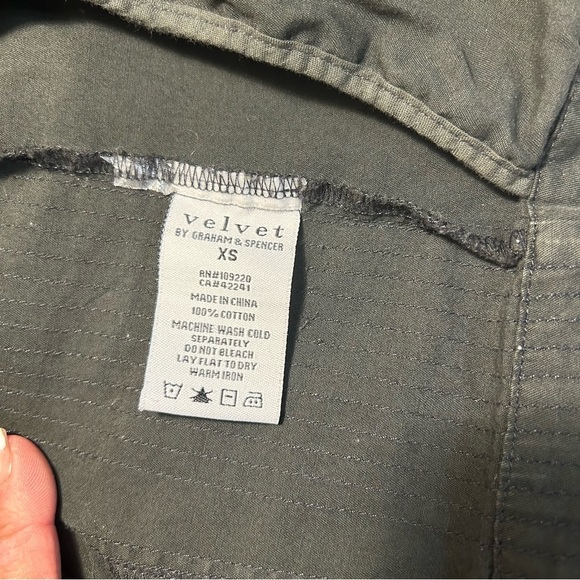 velvet
BY GRAHAM & SPENCER
XS
RN#109220
CA#42241
MADE IN CHINA
100% COTTON
MACHINE WASH COLD
SEPARATELY
DO NOT BLEACH
LAY FLAT TO DRY
WARM IRON